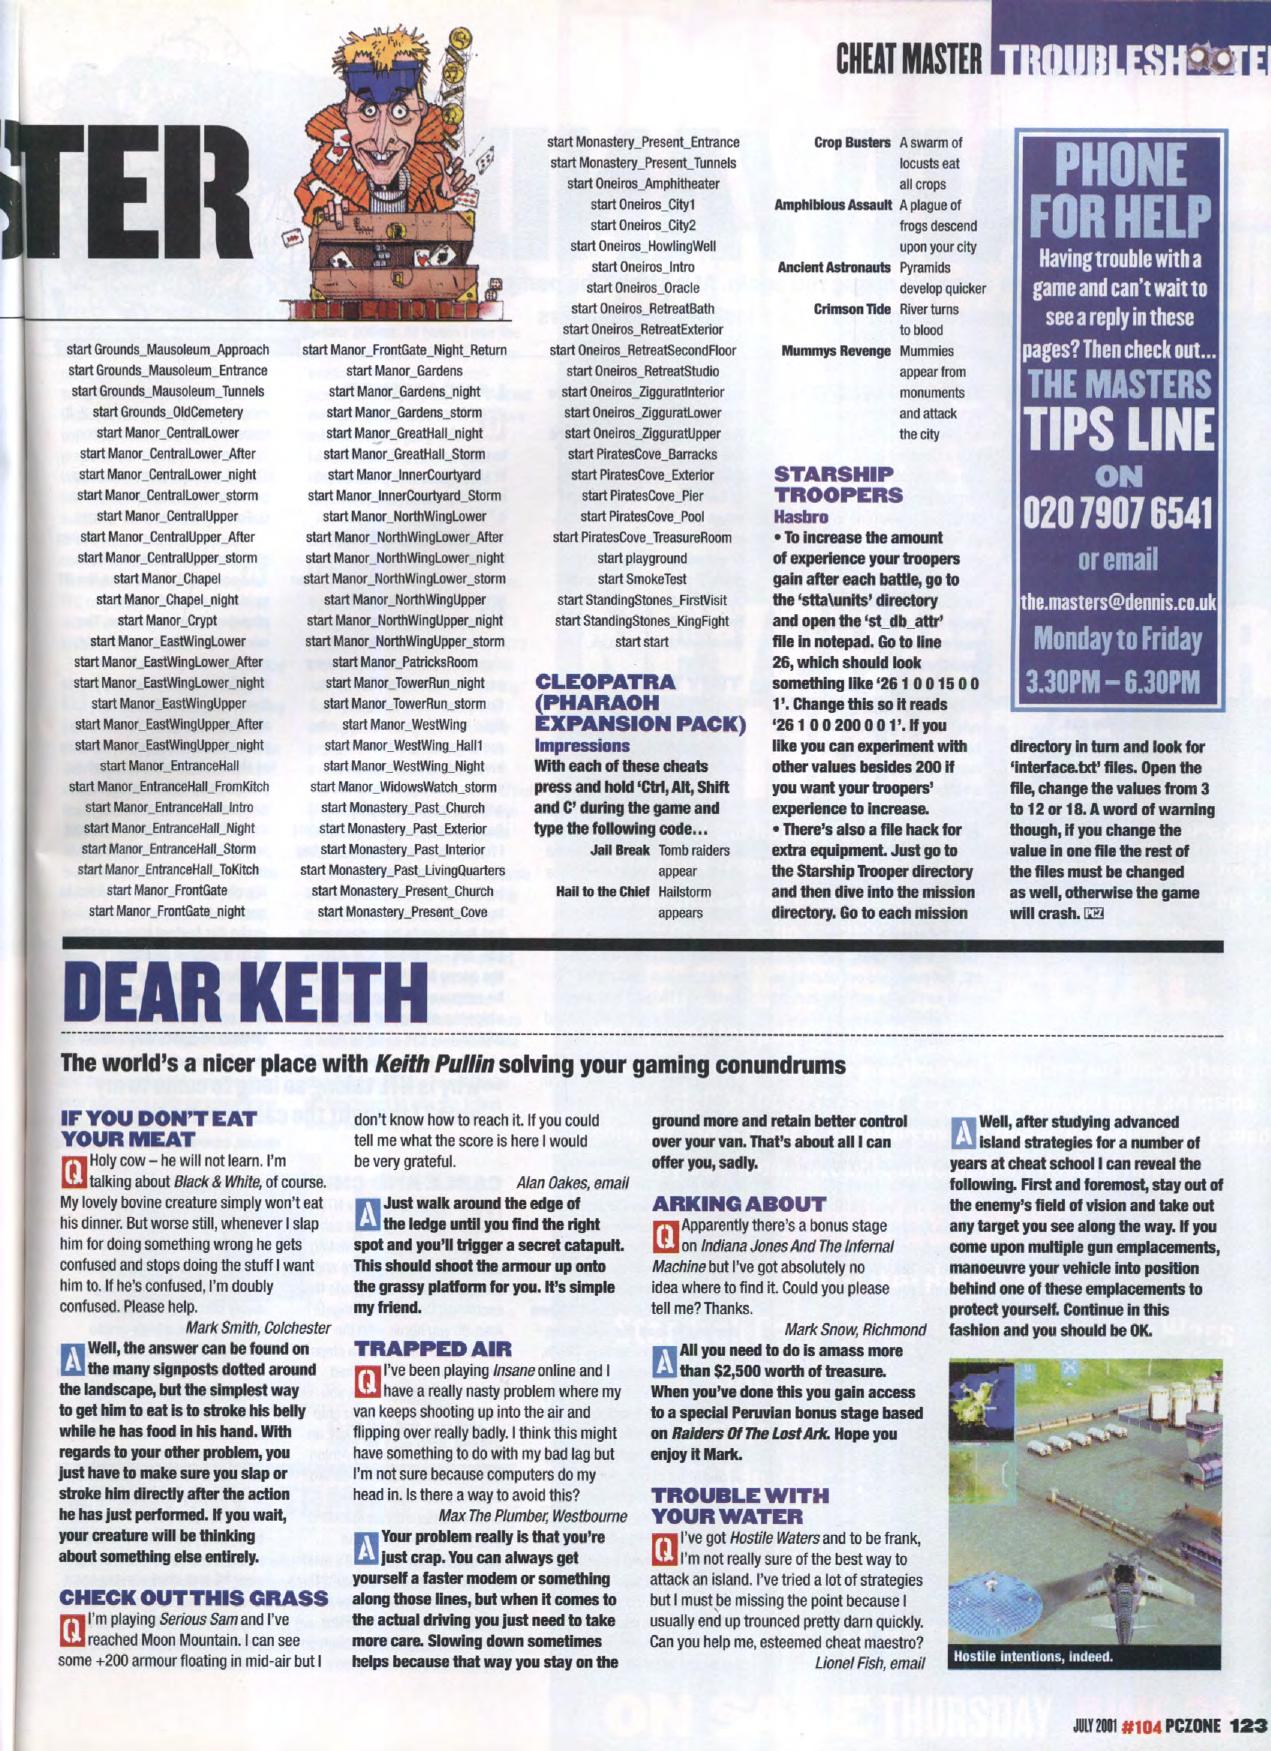 CHEAT MASTER TROUBLESHOOTE
STER
start Grounds_Mausoleum_Approach
start Grounds_Mausoleum_Entrance
start Grounds_Mausoleum_Tunnels
start Grounds_OldCemetery
start Manor_CentralLower
start Manor_CentralLower_After
start Manor_CentralLower_night
start Manor_CentralLower_storm
start Manor_CentralUpper
start Manor_CentralUpper_After
start Manor_CentralUpper_storm
start Manor_Chapel
start Manor_Chapel_night
start Manor_Crypt
start Manor_EastWingLower
start Manor_EastWingLower_After
start Manor_EastWingLower_night
start Manor_EastWingUpper
start Manor_EastWingUpper_After
start Manor_EastWingUpper_night
start Manor_EntranceHall
start Manor_EntranceHall_FromKitch
start Manor_EntranceHall_Intro
start Manor_EntranceHall_Night
start Manor_EntranceHall_Storm
start Manor_EntranceHall_ToKitch
start Manor_FrontGate
start Manor_FrontGate_night
start Manor_FrontGate_Night_Return
start Manor_Gardens
start Manor_Gardens_night
start Manor_Gardens_storm
start Manor_GreatHall_night
start Manor_GreatHall_Storm
start Manor_InnerCourtyard
start Manor_InnerCourtyard_Storm
start Manor_NorthWingLower
start Manor_NorthWingLower_After
start Manor_NorthWingLower_night
start Manor_NorthWingLower_storm
start Manor_NorthWingUpper
start Manor_NorthWingUpper_night
start Manor_NorthWingUpper_storm
start Manor_PatricksRoom
start Manor_TowerRun_night
start Manor_TowerRun_storm
start Manor_WestWing
start Manor_WestWing_Hall1
start Manor_WestWing_Night
start Manor_WidowsWatch_storm
start Monastery_Past_Church
start Monastery_Past_Exterior
start Monastery_Past_Interior
start Monastery_Past_LivingQuarters
start Monastery_Present_Church
start Monastery_Present_Cove
start Monastery_Present_Entrance
start Monastery_Present_Tunnels
start Oneiros_Amphitheater
start Oneiros_City1
start Oneiros_City2
start Oneiros_HowlingWell
start Oneiros_Intro
start Oneiros_Oracle
start Oneiros_RetreatBath
start Oneiros_RetreatExterior
start Oneiros_RetreatSecondFloor
start Oneiros_RetreatStudio
start Oneiros_ZigguratInterior
start Oneiros_ZigguratLower
start Oneiros_ZigguratUpper
start PiratesCove_Barracks
start PiratesCove_Exterior
start PiratesCove_Pier
start PiratesCove_Pool
start PiratesCove_TreasureRoom
start playground
start SmokeTest
start StandingStones_FirstVisit
start StandingStones_KingFight
start start
CLEOPATRA
(PHARAOH
EXPANSION PACK)
Impressions
With each of these cheats
press and hold 'Ctrl, Alt, Shift
and C' during the game and
type the following code...
Jail Break Tomb raiders
appear
Hail to the Chief Hailstorm
appears
Crop Busters A swarm of
locusts eat
all crops
Amphibious Assault A plague of
frogs descend
upon your city
Ancient Astronauts Pyramids
develop quicker
Crimson Tide River turns
to blood
Mummys Revenge Mummies
appear from
monuments
and attack
the city
STARSHIP
TROOPERS
Hasbro
• To increase the amount
of experience your troopers
gain after each battle, go to
the 'stta\units' directory
and open the 'st_db_attr'
file in notepad. Go to line
26, which should look
something like '26 1 0 0 15 0 0
1'. Change this so it reads
'26 1 0 0 200 0 0 1'. If you
like you can experiment with
other values besides 200 if
you want your troopers'
experience to increase.
• There's also a file hack for
extra equipment. Just go to
the Starship Trooper directory
and then dive into the mission
directory. Go to each mission
PHONE
FOR HELP
Having trouble with a
game and can't wait to
see a reply in these
pages? Then check out...
THE MASTERS
TIPS LINE
ON
020 7907 6541
or email
the.masters@dennis.co.uk
Monday to Friday
3.30PM – 6.30PM
directory in turn and look for
'interface.txt' files. Open the
file, change the values from 3
to 12 or 18. A word of warning
though, if you change the
value in one file the rest of
the files must be changed
as well, otherwise the game
will crash. PCZ
DEAR KEITH
The world's a nicer place with Keith Pullin solving your gaming conundrums
IF YOU DON'T EAT
YOUR MEAT
Q Holy cow – he will not learn. I'm
talking about Black & White, of course.
My lovely bovine creature simply won't eat
his dinner. But worse still, whenever I slap
him for doing something wrong he gets
confused and stops doing the stuff I want
him to. If he's confused, I'm doubly
confused. Please help.
Mark Smith, Colchester
A Well, the answer can be found on
the many signposts dotted around
the landscape, but the simplest way
to get him to eat is to stroke his belly
while he has food in his hand. With
regards to your other problem, you
just have to make sure you slap or
stroke him directly after the action
he has just performed. If you wait,
your creature will be thinking
about something else entirely.
CHECK OUT THIS GRASS
Q I'm playing Serious Sam and I've
reached Moon Mountain. I can see
some +200 armour floating in mid-air but I
don't know how to reach it. If you could
tell me what the score is here I would
be very grateful.
Alan Oakes, email
A Just walk around the edge of
the ledge until you find the right
spot and you'll trigger a secret catapult.
This should shoot the armour up onto
the grassy platform for you. It's simple
my friend.
TRAPPED AIR
Q I've been playing Insane online and I
have a really nasty problem where my
van keeps shooting up into the air and
flipping over really badly. I think this might
have something to do with my bad lag but
I'm not sure because computers do my
head in. Is there a way to avoid this?
Max The Plumber, Westbourne
A Your problem really is that you're
just crap. You can always get
yourself a faster modem or something
along those lines, but when it comes to
the actual driving you just need to take
more care. Slowing down sometimes
helps because that way you stay on the
ground more and retain better control
over your van. That's about all I can
offer you, sadly.
ARKING ABOUT
Q Apparently there's a bonus stage
on Indiana Jones And The Infernal
Machine but I've got absolutely no
idea where to find it. Could you please
tell me? Thanks.
Mark Snow, Richmond
A All you need to do is amass more
than $2,500 worth of treasure.
When you've done this you gain access
to a special Peruvian bonus stage based
on Raiders Of The Lost Ark. Hope you
enjoy it Mark.
TROUBLE WITH
YOUR WATER
Q I've got Hostile Waters and to be frank,
I'm not really sure of the best way to
attack an island. I've tried a lot of strategies
but I must be missing the point because I
usually end up trounced pretty darn quickly.
Can you help me, esteemed cheat maestro?
Lionel Fish, email
A Well, after studying advanced
island strategies for a number of
years at cheat school I can reveal the
following. First and foremost, stay out of
the enemy's field of vision and take out
any target you see along the way. If you
come upon multiple gun emplacements,
manoeuvre your vehicle into position
behind one of these emplacements to
protect yourself. Continue in this
fashion and you should be OK.
Hostile intentions, indeed.
JULY 2001 #104 PCZONE 123